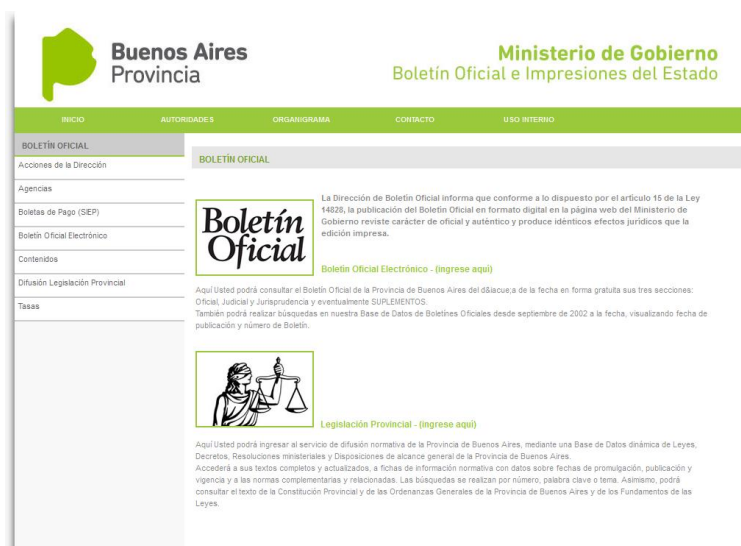 Buenos Aires
Provincia
Ministerio de Gobierno
Boletín Oficial e Impresiones del Estado
INICIO
AUTORIDADES
ORGANIGRAMA
CONTACTO
USO INTERNO
BOLETÍN OFICIAL
Acciones de la Dirección
Agencias
Boletas de Pago (SIEP)
Boletín Oficial Electrónico
Contenidos
Difusión Legislación Provincial
Tasas
BOLETÍN OFICIAL
Boletín
Oficial
La Dirección de Boletín Oficial informa que conforme a lo dispuesto por el artículo 15 de la Ley
14828, la publicación del Boletín Oficial en formato digital en la página web del Ministerio de
Gobierno reviste carácter de oficial y auténtico y produce idénticos efectos jurídicos que la
edición impresa.
Boletín Oficial Electrónico - (ingrese aquí)
Aquí Usted podrá consultar el Boletín Oficial de la Provincia de Buenos Aires del d&iacue;a de la fecha en forma gratuita sus tres secciones:
Oficial, Judicial y Jurisprudencia y eventualmente SUPLEMENTOS.
También podrá realizar búsquedas en nuestra Base de Datos de Boletínes Oficiales desde septiembre de 2002 a la fecha, visualizando fecha de
publicación y número de Boletín.
Legislación Provincial - (ingrese aquí)
Aquí Usted podrá ingresar al servicio de difusión normativa de la Provincia de Buenos Aires, mediante una Base de Datos dinámica de Leyes,
Decretos, Resoluciones ministeriales y Disposiciones de alcance general de la Provincia de Buenos Aires.
Accederá a sus textos completos y actualizados, a fichas de información normativa con datos sobre fechas de promulgación, publicación y
vigencia y a las normas complementarias y relacionadas. Las búsquedas se realizan por número, palabra clave o tema. Asimismo, podrá
consultar el texto de la Constitución Provincial y de las Ordenanzas Generales de la Provincia de Buenos Aires y de los Fundamentos de las
Leyes.